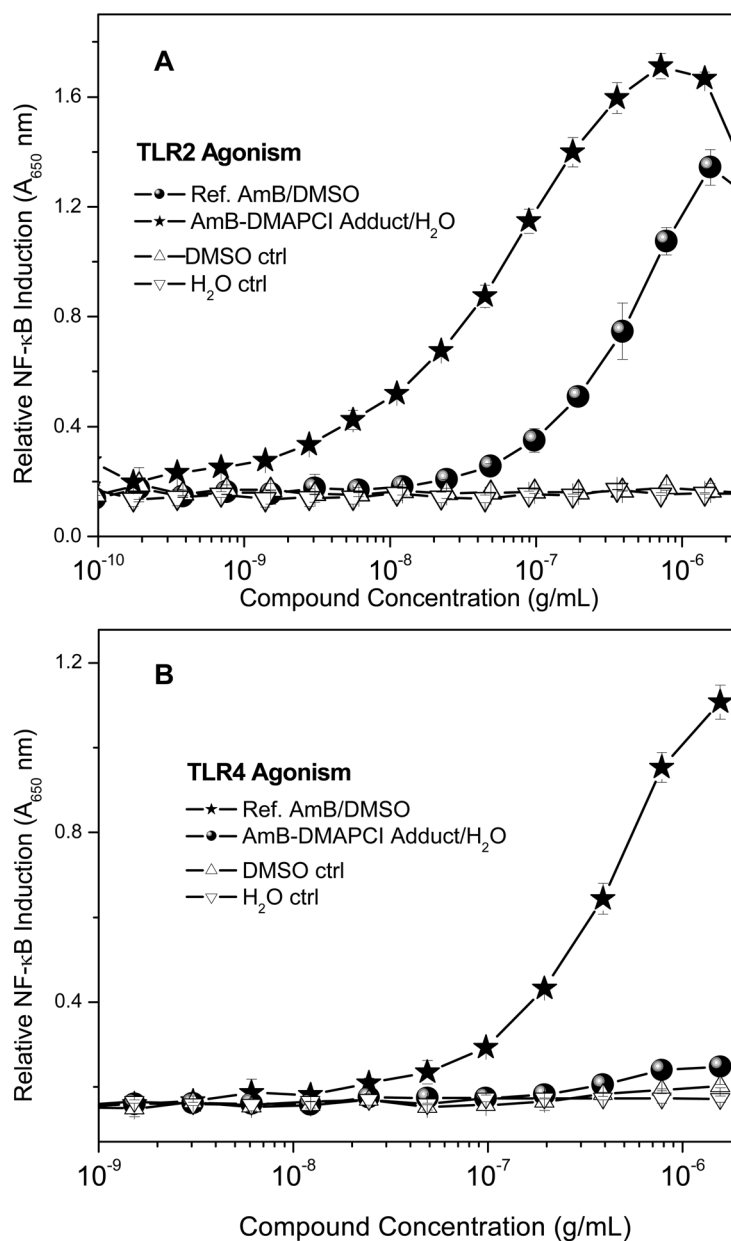 A
TLR2 Agonism
Ref. AmB/DMSO
AmB-DMAPCI Adduct/H₂O
DMSO ctrl
H₂O ctrl
Relative NF-κB Induction (A₆₅₀ nm)
1.6
1.2
0.8
0.4
0.0
10⁻¹⁰ 10⁻⁹ 10⁻⁸ 10⁻⁷ 10⁻⁶
Compound Concentration (g/mL)
B
TLR4 Agonism
Ref. AmB/DMSO
AmB-DMAPCI Adduct/H₂O
DMSO ctrl
H₂O ctrl
Relative NF-κB Induction (A₆₅₀ nm)
1.2
0.8
0.4
10⁻⁹ 10⁻⁸ 10⁻⁷ 10⁻⁶
Compound Concentration (g/mL)